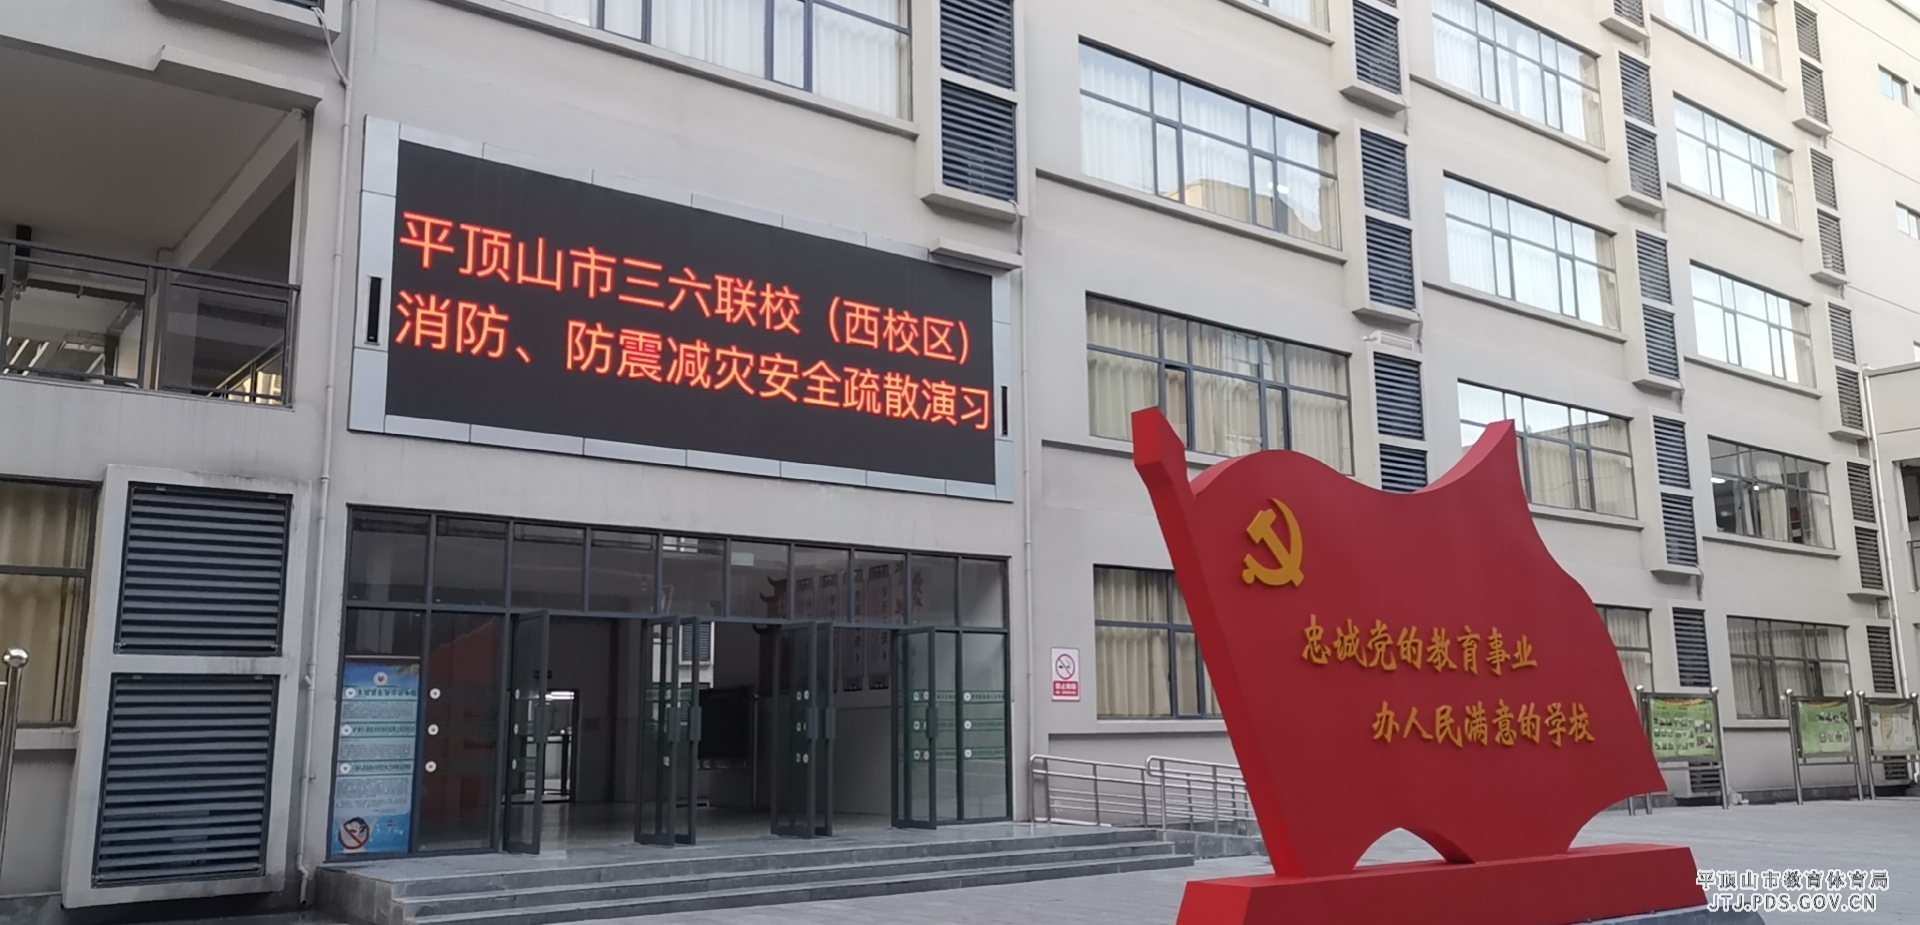 平顶山市三六联校（西校区）
消防、防震减灾安全疏散演习
忠诚党的教育事业
办人民满意的学校
平顶山市教育体育局
JTJ.PDS.GOV.CN